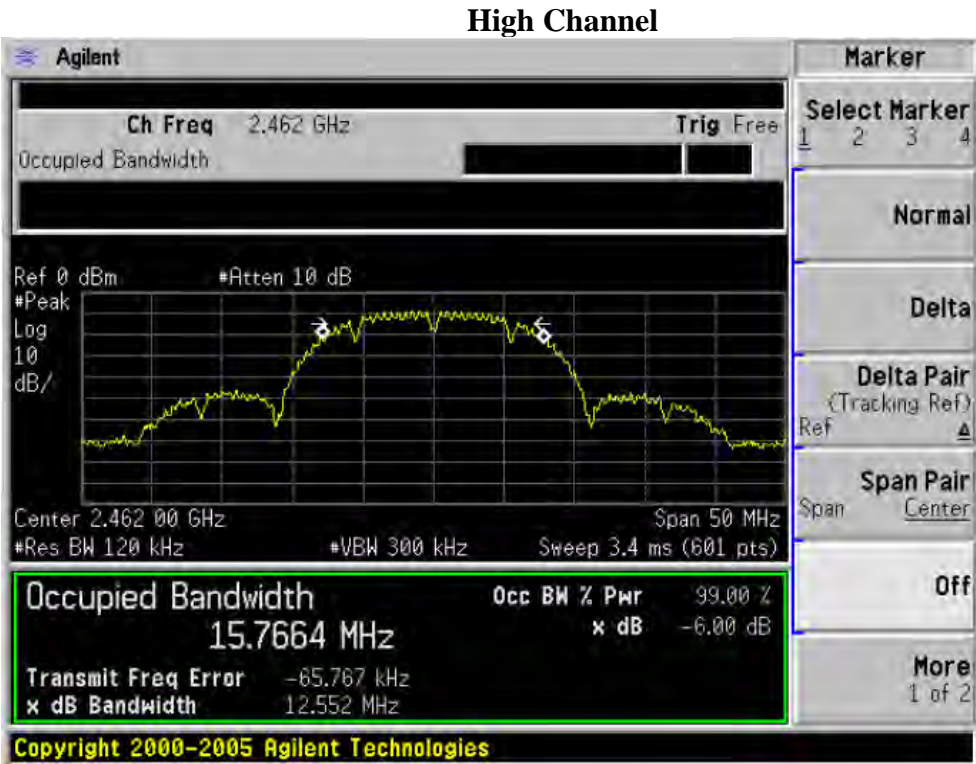 High Channel
Agilent
Marker
Ch Freq 2.462 GHz Trig Free
Occupied Bandwidth
Select Marker
1 2 3 4
Normal
Ref 0 dBm #Atten 10 dB
#Peak
Log
10
dB/
Delta
Delta Pair
(Tracking Ref)
Ref Δ
Span Pair
Span Center
Center 2.462 00 GHz Span 50 MHz
#Res BW 120 kHz #VBW 300 kHz Sweep 3.4 ms (601 pts)
Off
Occupied Bandwidth Occ BW % Pwr 99.00 %
15.7664 MHz x dB -6.00 dB
Transmit Freq Error -65.767 kHz
x dB Bandwidth 12.552 MHz
More
1 of 2
Copyright 2000-2005 Agilent Technologies